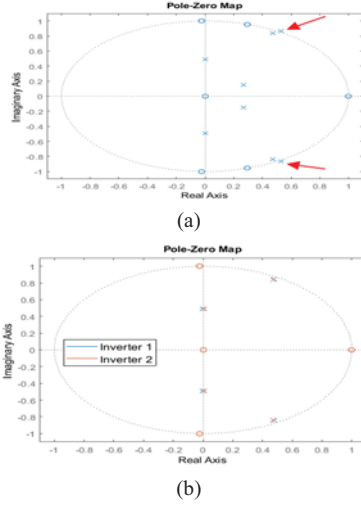 Pole-Zero Map
1
0.8
0.6
0.4
0.2
0
-0.2
-0.4
-0.6
-0.8
-1
Imaginary Axis
-1 -0.8 -0.6 -0.4 -0.2 0 0.2 0.4 0.6 0.8 1
Real Axis
(a)
Pole-Zero Map
1
0.8
0.6
0.4
0.2
0
-0.2
-0.4
-0.6
-0.8
-1
Imaginary Axis
Inverter 1
Inverter 2
-1 -0.8 -0.6 -0.4 -0.2 0 0.2 0.4 0.6 0.8 1
Real Axis
(b)